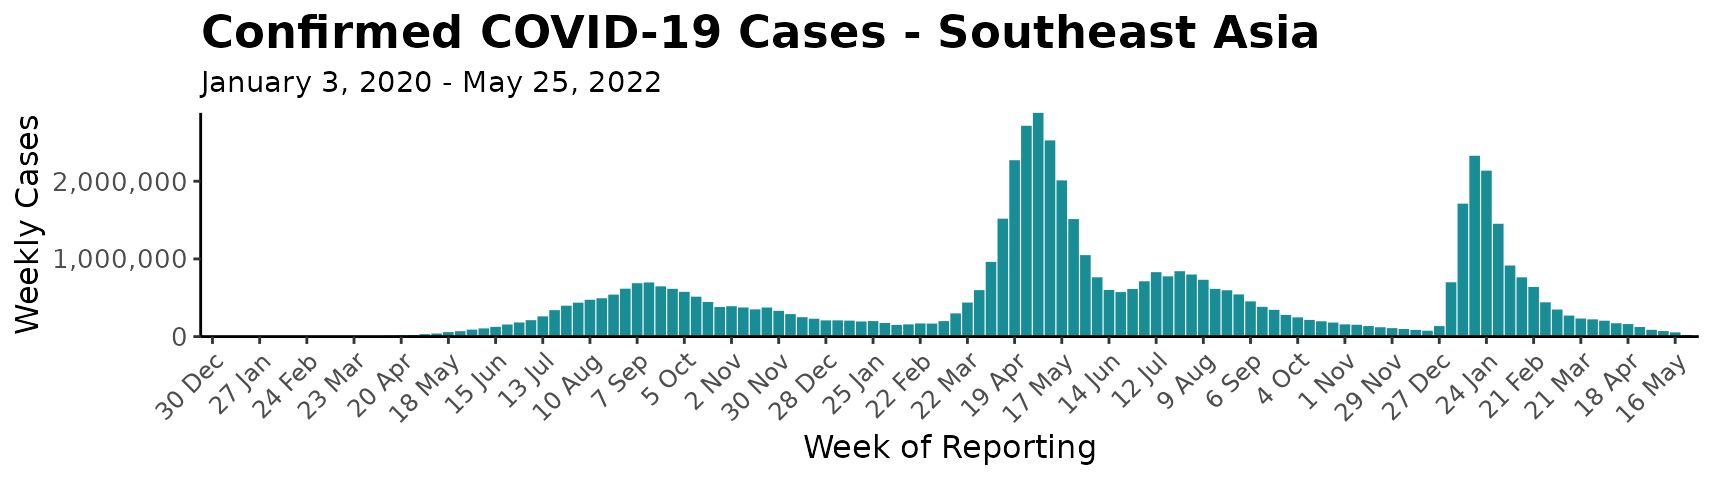 Confirmed COVID-19 Cases - Southeast Asia
January 3, 2020 - May 25, 2022
Weekly Cases
2,000,000
1,000,000
0
30 Dec
27 Jan
24 Feb
23 Mar
20 Apr
18 May
15 Jun
13 Jul
10 Aug
7 Sep
5 Oct
2 Nov
30 Nov
28 Dec
25 Jan
22 Feb
22 Mar
19 Apr
17 May
14 Jun
12 Jul
9 Aug
6 Sep
4 Oct
1 Nov
29 Nov
27 Dec
24 Jan
21 Feb
21 Mar
18 Apr
16 May
Week of Reporting